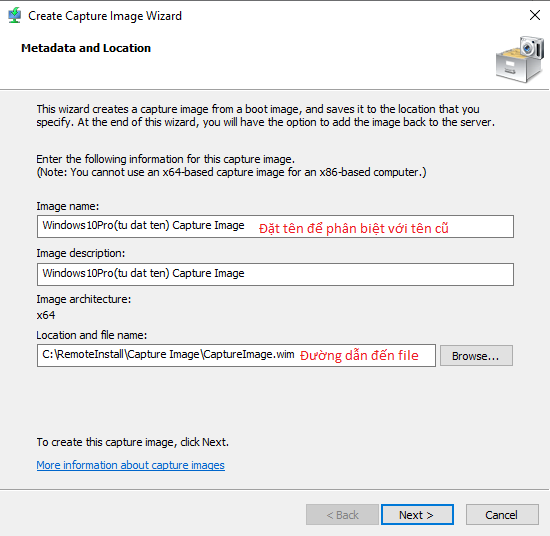 Create Capture Image Wizard
Metadata and Location
This wizard creates a capture image from a boot image, and saves it to the location that you
specify. At the end of this wizard, you will have the option to add the image back to the server.
Enter the following information for this capture image.
(Note: You cannot use an x64-based capture image for an x86-based computer.)
Image name:
Windows10Pro(tu dat ten) Capture Image Đặt tên để phân biệt với tên cũ
Image description:
Windows10Pro(tu dat ten) Capture Image
Image architecture:
x64
Location and file name:
C:\RemoteInstall\Capture Image\CaptureImage.wim Đường dẫn đến file Browse...
To create this capture image, click Next.
More information about capture images
< Back Next > Cancel